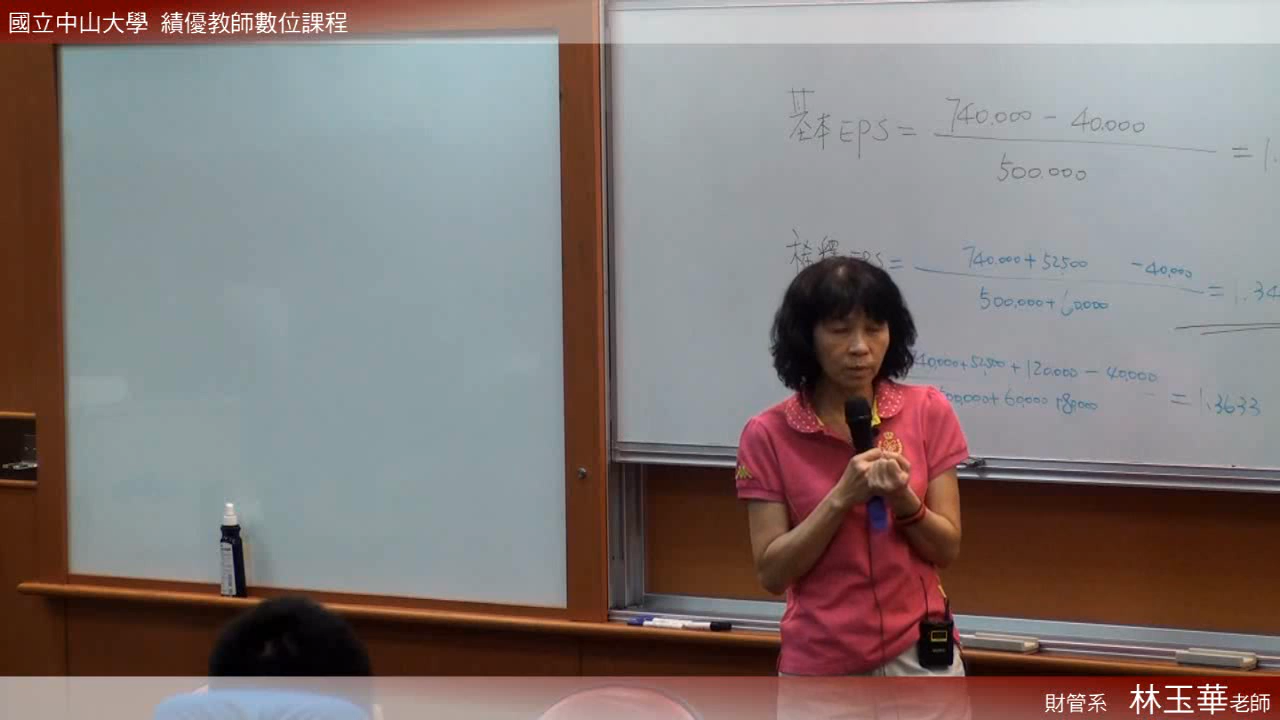 國立中山大學 績優教師數位課程
基本EPS = 740,000 - 40,000 / 500,000 = 1.
稀釋EPS = 740,000 + 52,500 - 40,000 / 500,000 + 60,000 = 1.34
740,000 + 52,500 + 120,000 - 40,000 / 500,000 + 60,000 + 80,000 = 1.3633
財管系 林玉華老師